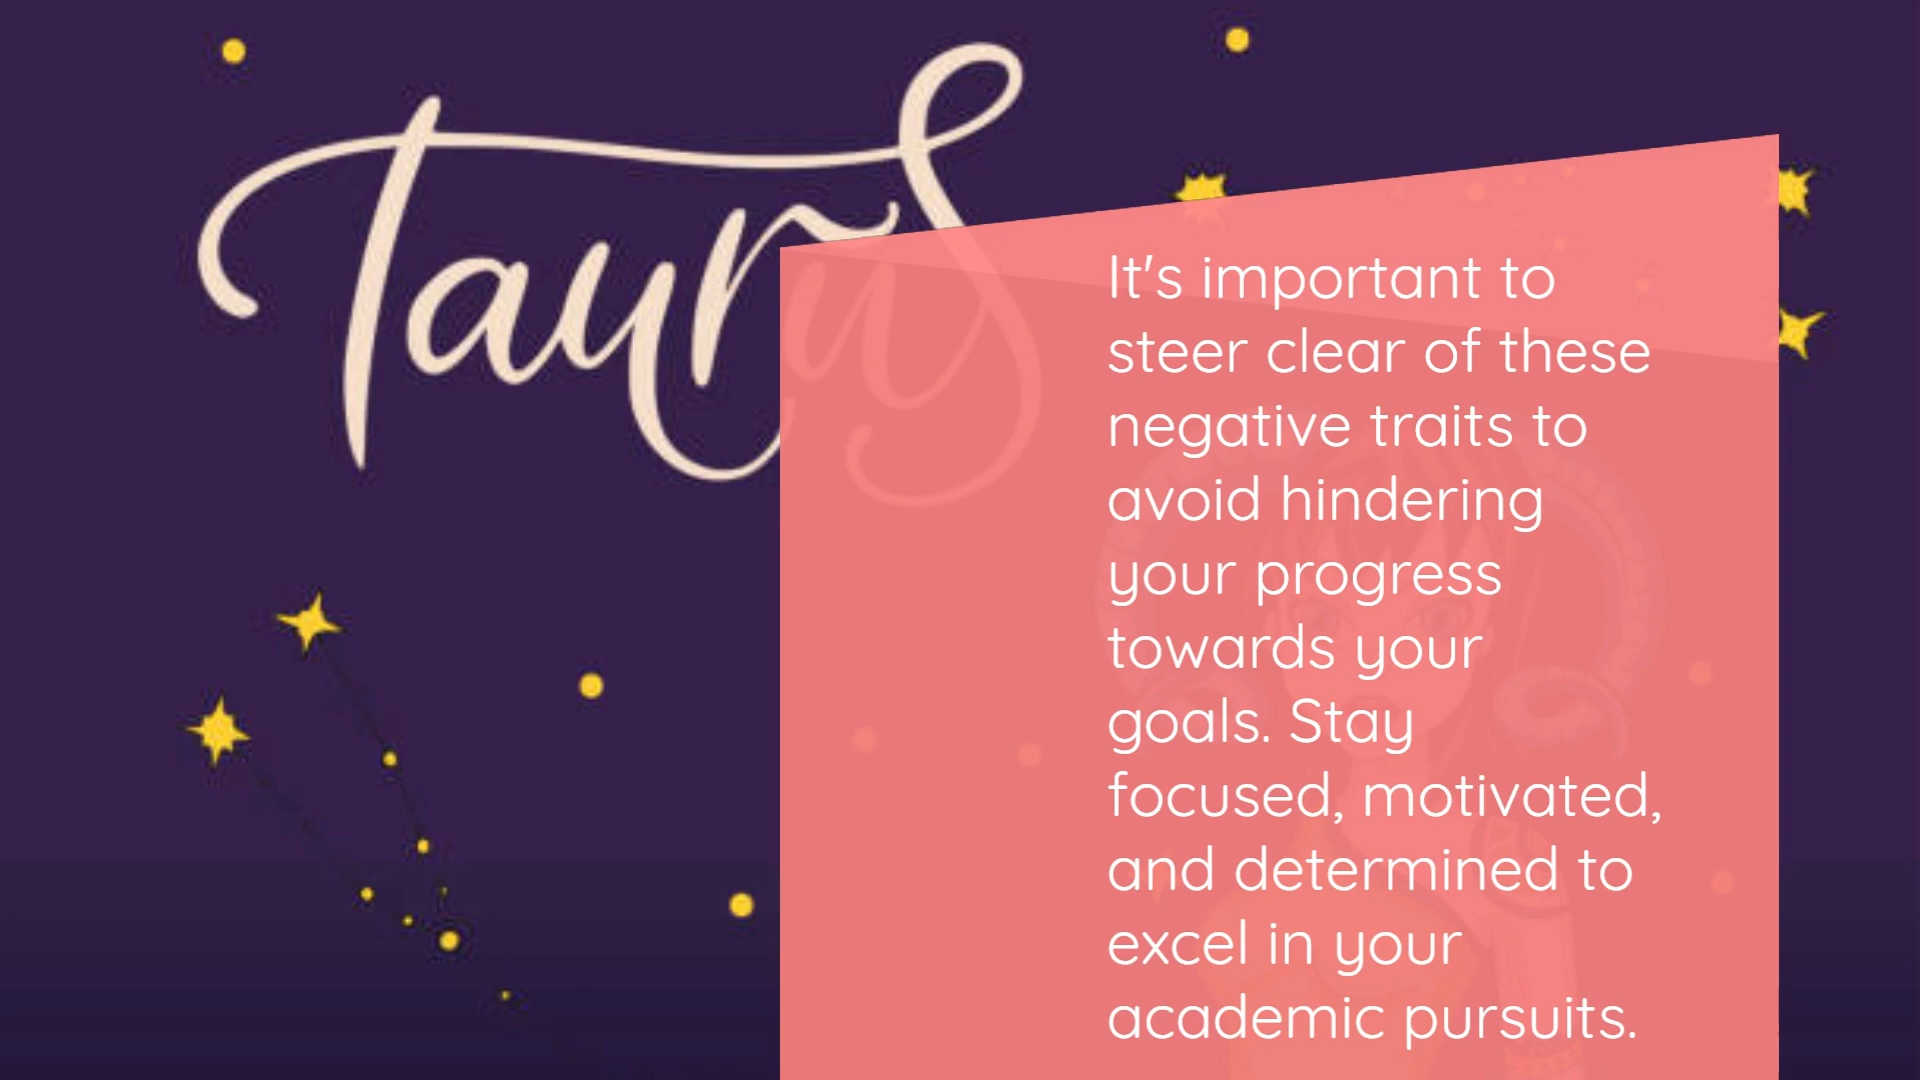 Taurus
It's important to
steer clear of these
negative traits to
avoid hindering
your progress
towards your
goals. Stay
focused, motivated,
and determined to
excel in your
academic pursuits.